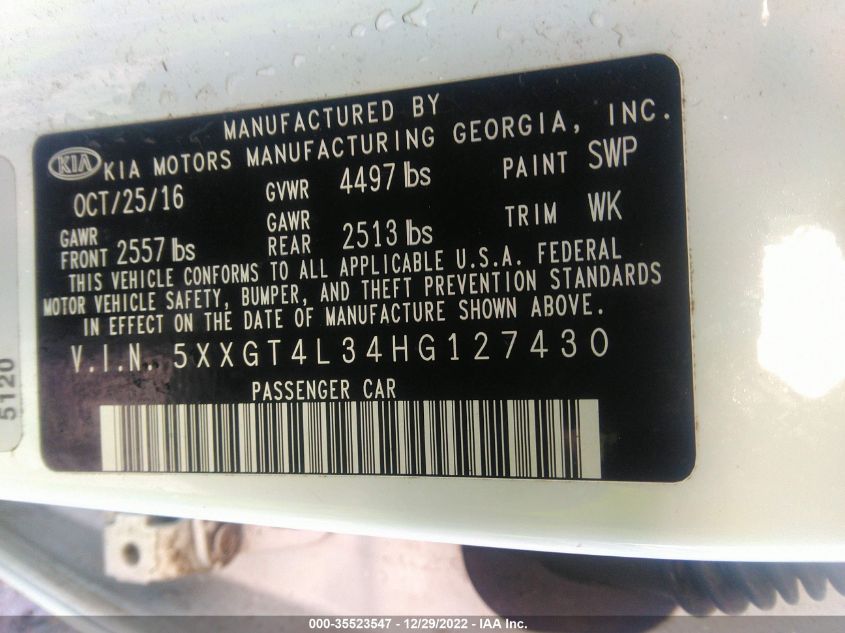 MANUFACTURED BY
KIA KIA MOTORS MANUFACTURING GEORGIA, INC.
OCT/25/16 GVWR 4497 lbs PAINT SWP
GAWR FRONT 2557 lbs GAWR REAR 2513 lbs TRIM WK
THIS VEHICLE CONFORMS TO ALL APPLICABLE U.S.A. FEDERAL
MOTOR VEHICLE SAFETY, BUMPER, AND THEFT PREVENTION STANDARDS
IN EFFECT ON THE DATE OF MANUFACTURE SHOWN ABOVE.
V.I.N. 5XXGT4L34HG127430
PASSENGER CAR
5120
000-35523547 - 12/29/2022 - IAA Inc.